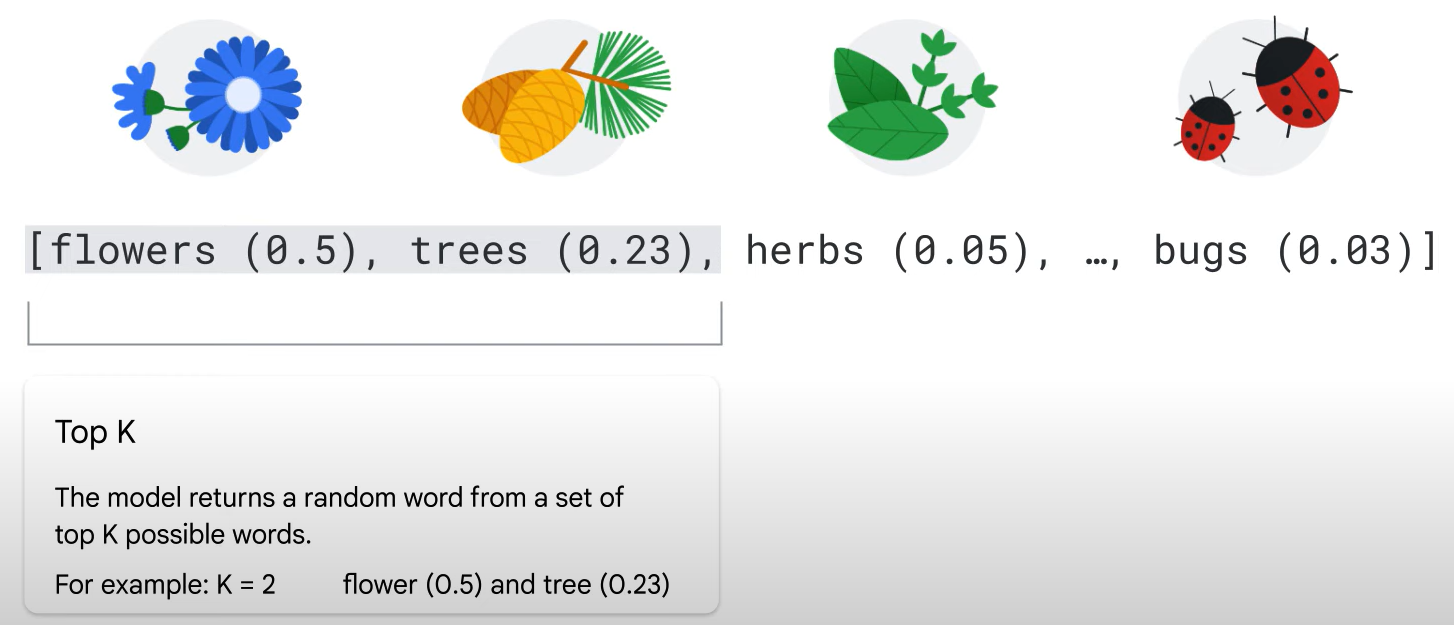 [flowers (0.5), trees (0.23), herbs (0.05), …, bugs (0.03)]
Top K
The model returns a random word from a set of
top K possible words.
For example: K = 2 flower (0.5) and tree (0.23)